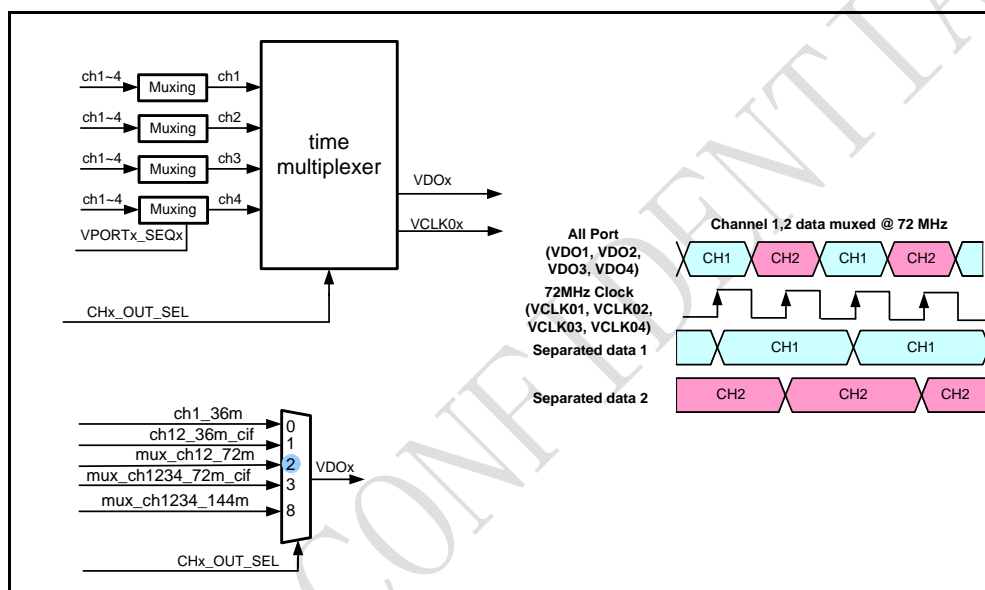 ch1~4
Muxing
ch1
ch1~4
Muxing
ch2
ch1~4
Muxing
ch3
ch1~4
Muxing
ch4
VPORTx_SEQx
time
multiplexer
VDOx
VCLK0x
CHx_OUT_SEL
All Port
(VDO1, VDO2,
VDO3, VDO4)
72MHz Clock
(VCLK01, VCLK02,
VCLK03, VCLK04)
Separated data 1
Separated data 2
Channel 1,2 data muxed @ 72 MHz
CH1
CH2
CH1
CH2
CH1
CH1
CH2
CH2
CH2
ch1_36m
0
ch12_36m_cif
1
mux_ch12_72m
2
mux_ch1234_72m_cif
3
mux_ch1234_144m
8
VDOx
CHx_OUT_SEL
CONFIDENTIA